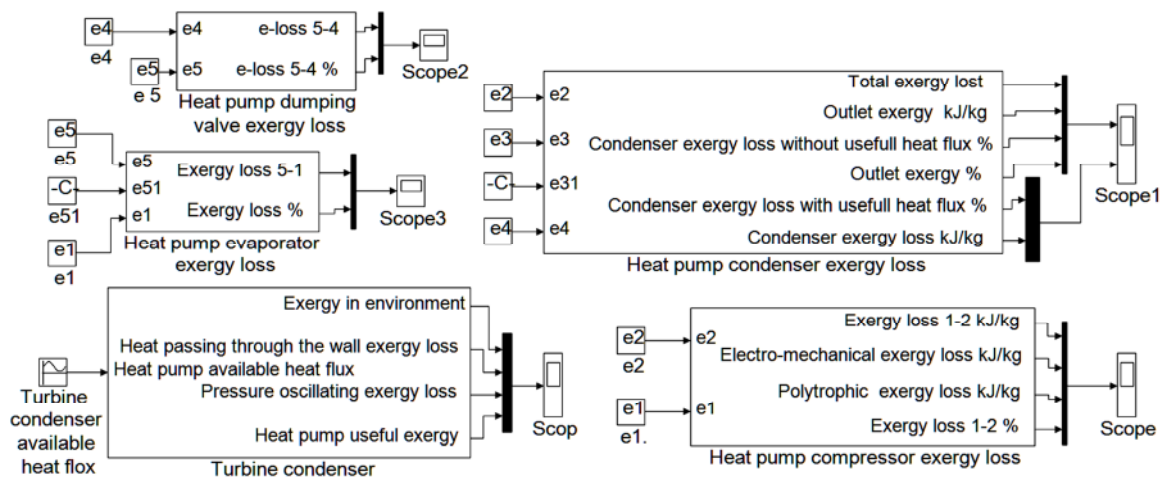 e4
e4
e4
e-loss 5-4
e5
e 5
e5
e-loss 5-4 %
Scope2
Heat pump dumping
valve exergy loss
e5
e5
e5
Exergy loss 5-1
-C-
e51
e51
e1
e1
e1
Exergy loss %
Scope3
Heat pump evaporator
exergy loss
e2
e2
e3
e3
-C-
e31
e4
e4
Total exergy lost
Outlet exergy kJ/kg
Condenser exergy loss without usefull heat flux %
Outlet exergy %
Condenser exergy loss with usefull heat flux %
Condenser exergy loss kJ/kg
Scope1
Heat pump condenser exergy loss
Turbine
condenser
available
heat flox
Exergy in environment
Heat passing through the wall exergy loss
Heat pump available heat flux
Pressure oscillating exergy loss
Heat pump useful exergy
Scop
Turbine condenser
e2
e2
e2
e1
e1.
e1
Exergy loss 1-2 kJ/kg
Electro-mechanical exergy loss kJ/kg
Polytrophic exergy loss kJ/kg
Exergy loss 1-2 %
Scope
Heat pump compressor exergy loss